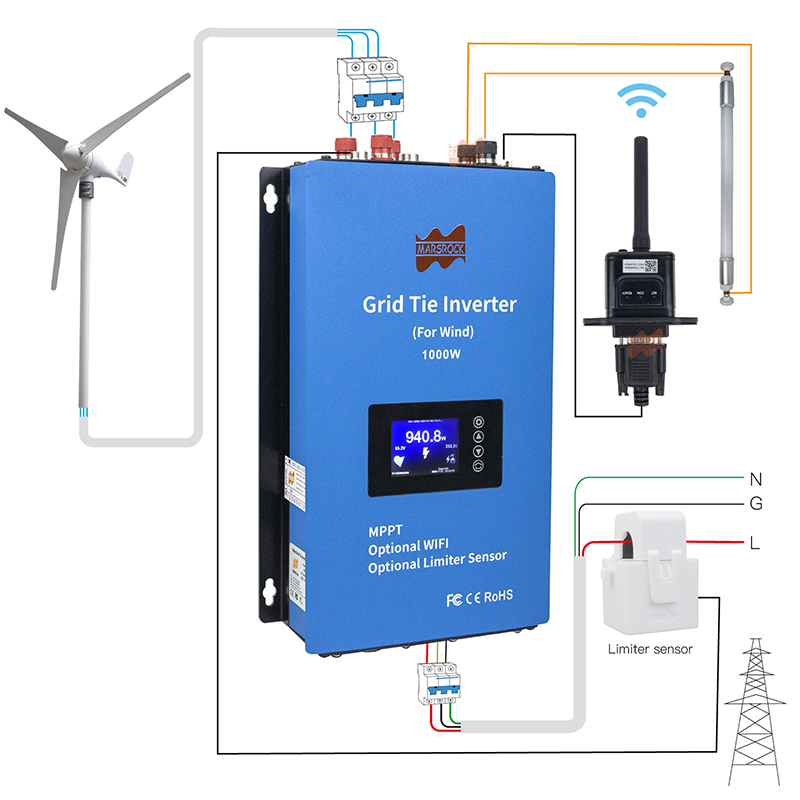 MARSROCK
Grid Tie Inverter
(For Wind)
1000W
940.8W
MPPT
Optional WIFI
Optional Limiter Sensor
FC CE RoHS
N
G
L
Limiter sensor